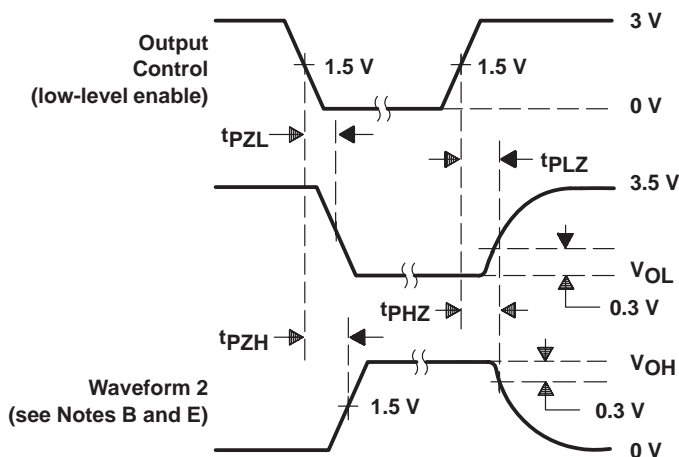 Output
Control
(low-level enable)
1.5 V
1.5 V
3 V
0 V
tPZL
tPLZ
3.5 V
VOL
0.3 V
tPHZ
tPZH
VOH
Waveform 2
(see Notes B and E)
1.5 V
0.3 V
0 V